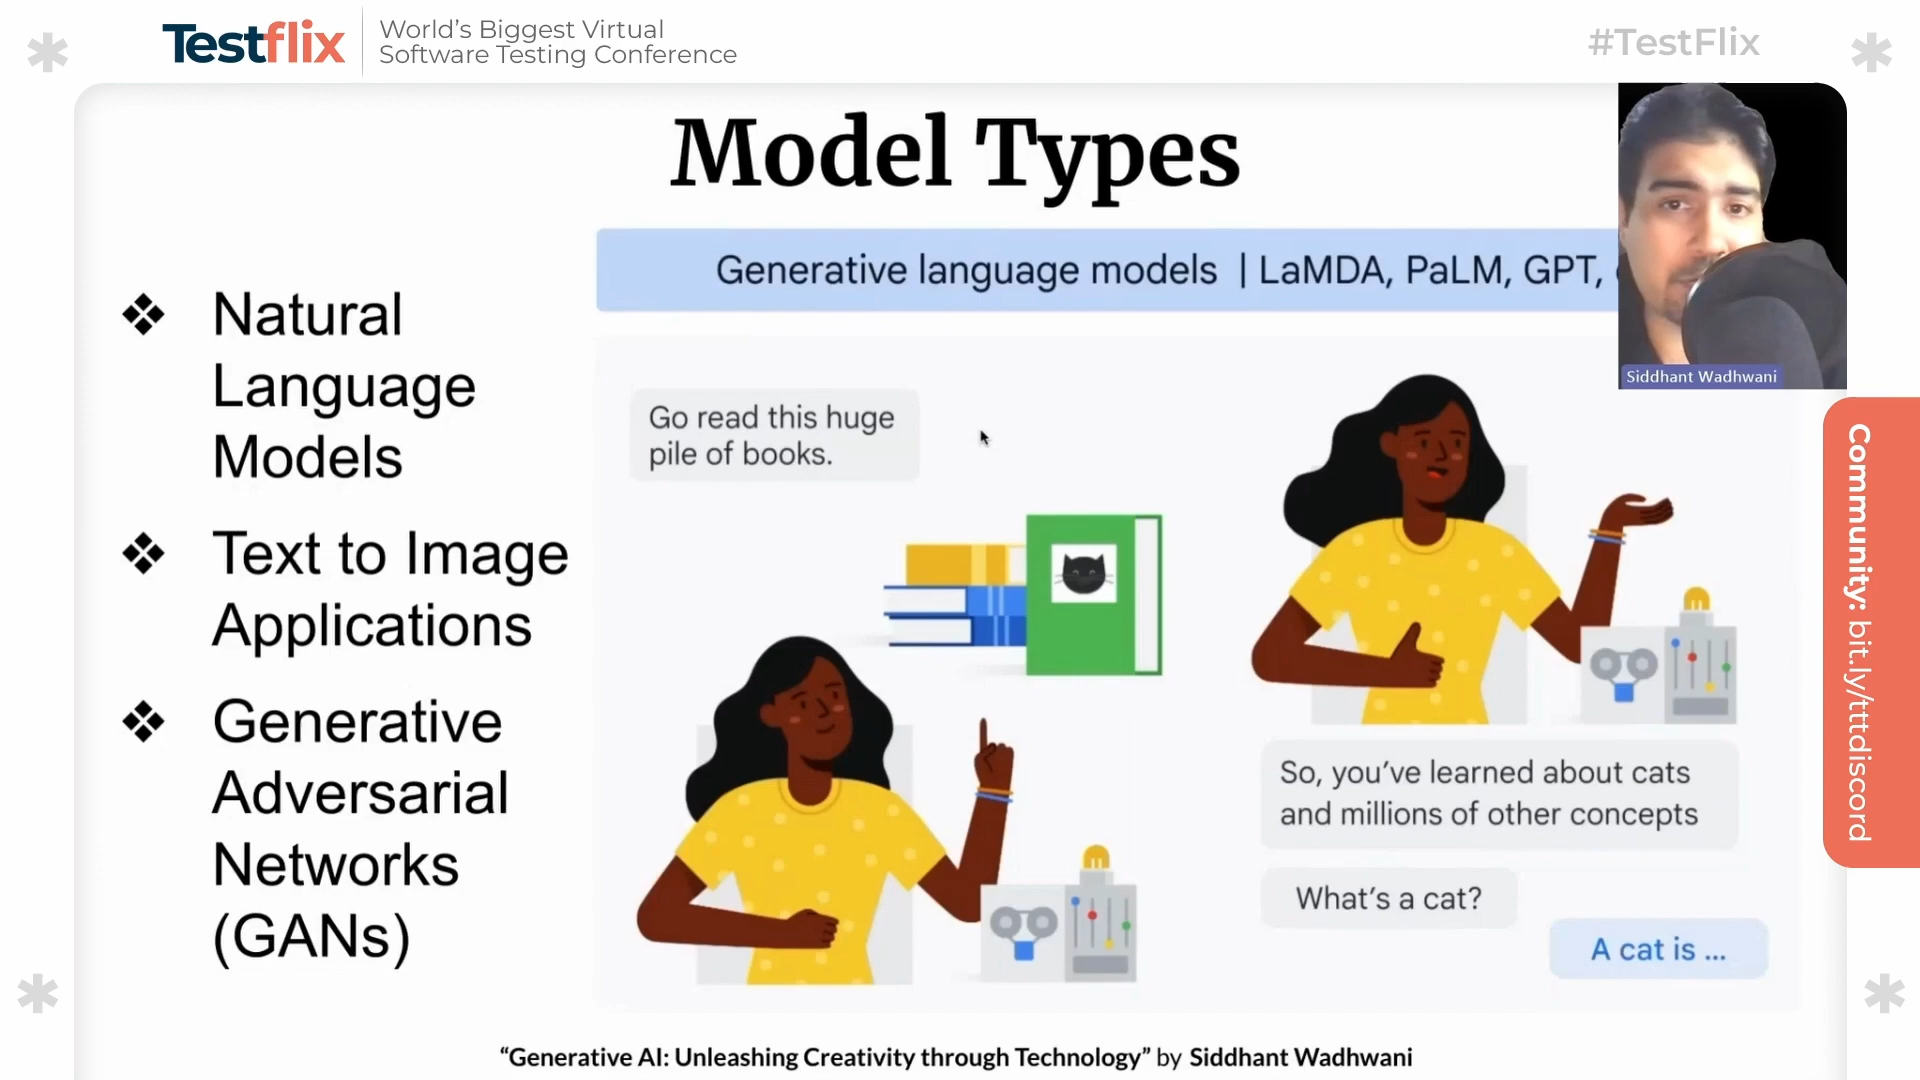 Testflix
World's Biggest Virtual
Software Testing Conference
#TestFlix
Model Types
Natural
Language
Models
Text to Image
Applications
Generative
Adversarial
Networks
(GANs)
Generative language models | LaMDA, PaLM, GPT,
Go read this huge
pile of books.
So, you've learned about cats
and millions of other concepts
What's a cat?
A cat is ...
Siddhant Wadhwani
Community: bit.ly/tttdiscord
“Generative AI: Unleashing Creativity through Technology” by Siddhant Wadhwani